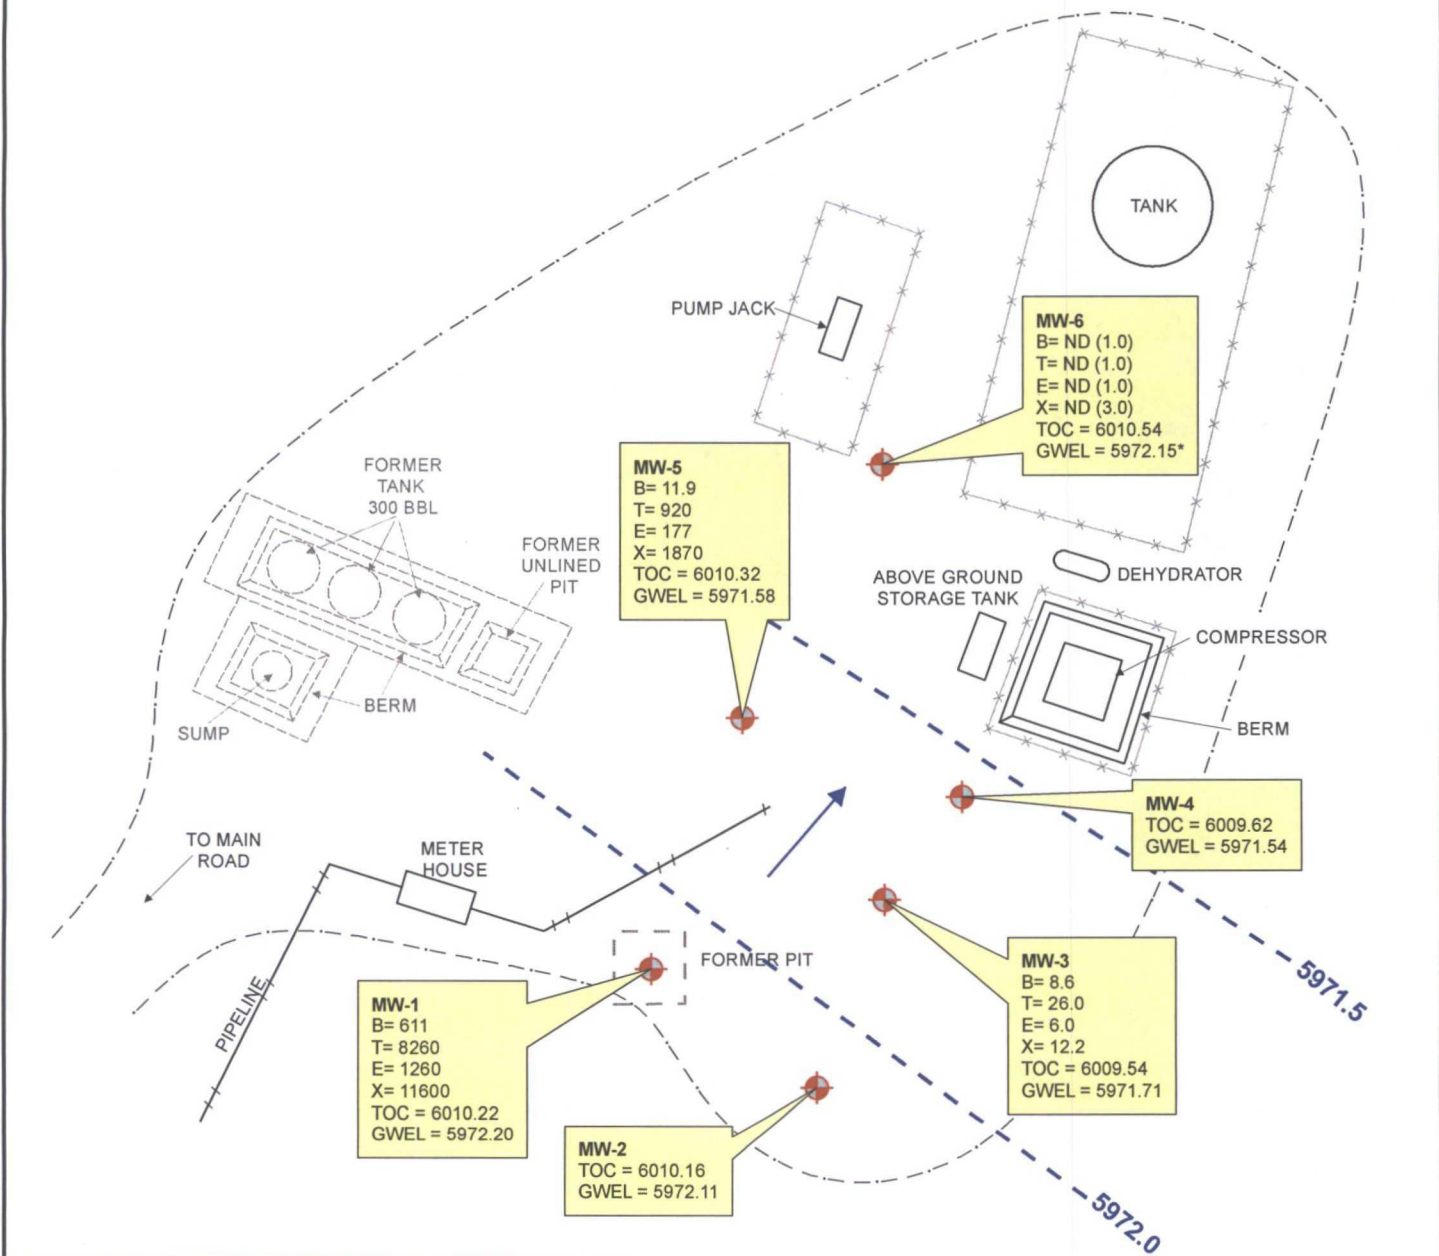 TANK
PUMP JACK
MW-6
B= ND (1.0)
T= ND (1.0)
E= ND (1.0)
X= ND (3.0)
TOC = 6010.54
GWEL = 5972.15*
MW-5
B= 11.9
T= 920
E= 177
X= 1870
TOC = 6010.32
GWEL = 5971.58
FORMER
TANK
300 BBL
FORMER
UNLINED
PIT
ABOVE GROUND
STORAGE TANK
DEHYDRATOR
COMPRESSOR
BERM
BERM
SUMP
MW-4
TOC = 6009.62
GWEL = 5971.54
TO MAIN
ROAD
METER
HOUSE
FORMER PIT
PIPELINE
MW-3
B= 8.6
T= 26.0
E= 6.0
X= 12.2
TOC = 6009.54
GWEL = 5971.71
5971.5
MW-1
B= 611
T= 8260
E= 1260
X= 11600
TOC = 6010.22
GWEL = 5972.20
MW-2
TOC = 6010.16
GWEL = 5972.11
5972.0